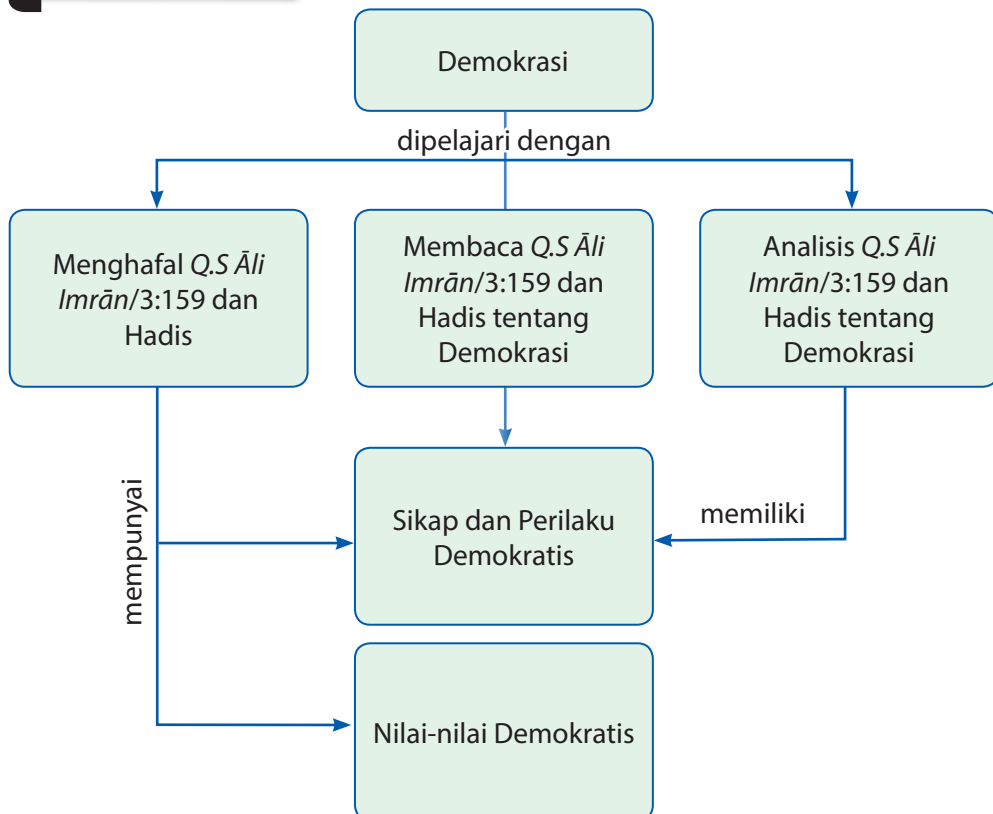 Demokrasi
dipelajari dengan
Menghafal Q.S Āli
Imrān/3:159 dan
Hadis
Membaca Q.S Āli
Imrān/3:159 dan
Hadis tentang
Demokrasi
Analisis Q.S Āli
Imrān/3:159 dan
Hadis tentang
Demokrasi
mempunyai
Sikap dan Perilaku
Demokratis
memiliki
Nilai-nilai Demokratis